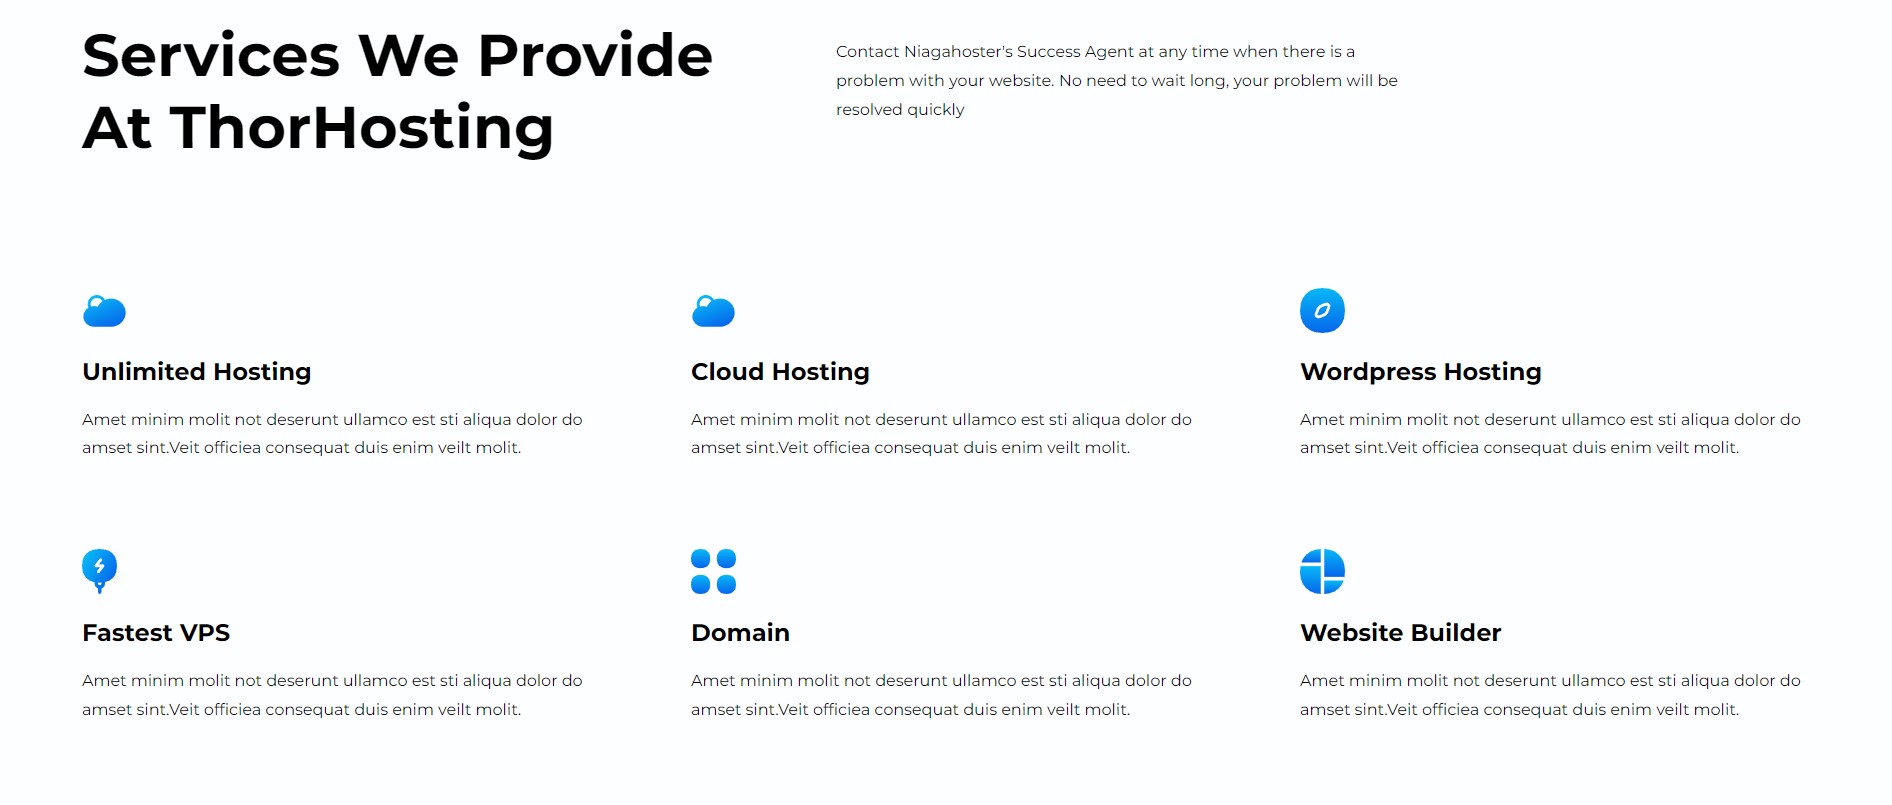 Services We Provide
At ThorHosting
Contact Niagahoster's Success Agent at any time when there is a
problem with your website. No need to wait long, your problem will be
resolved quickly
Unlimited Hosting
Amet minim molit not deserunt ullamco est sti aliqua dolor do
amset sint.Veit officiea consequat duis enim veilt molit.
Cloud Hosting
Amet minim molit not deserunt ullamco est sti aliqua dolor do
amset sint.Veit officiea consequat duis enim veilt molit.
Wordpress Hosting
Amet minim molit not deserunt ullamco est sti aliqua dolor do
amset sint.Veit officiea consequat duis enim veilt molit.
Fastest VPS
Amet minim molit not deserunt ullamco est sti aliqua dolor do
amset sint.Veit officiea consequat duis enim veilt molit.
Domain
Amet minim molit not deserunt ullamco est sti aliqua dolor do
amset sint.Veit officiea consequat duis enim veilt molit.
Website Builder
Amet minim molit not deserunt ullamco est sti aliqua dolor do
amset sint.Veit officiea consequat duis enim veilt molit.